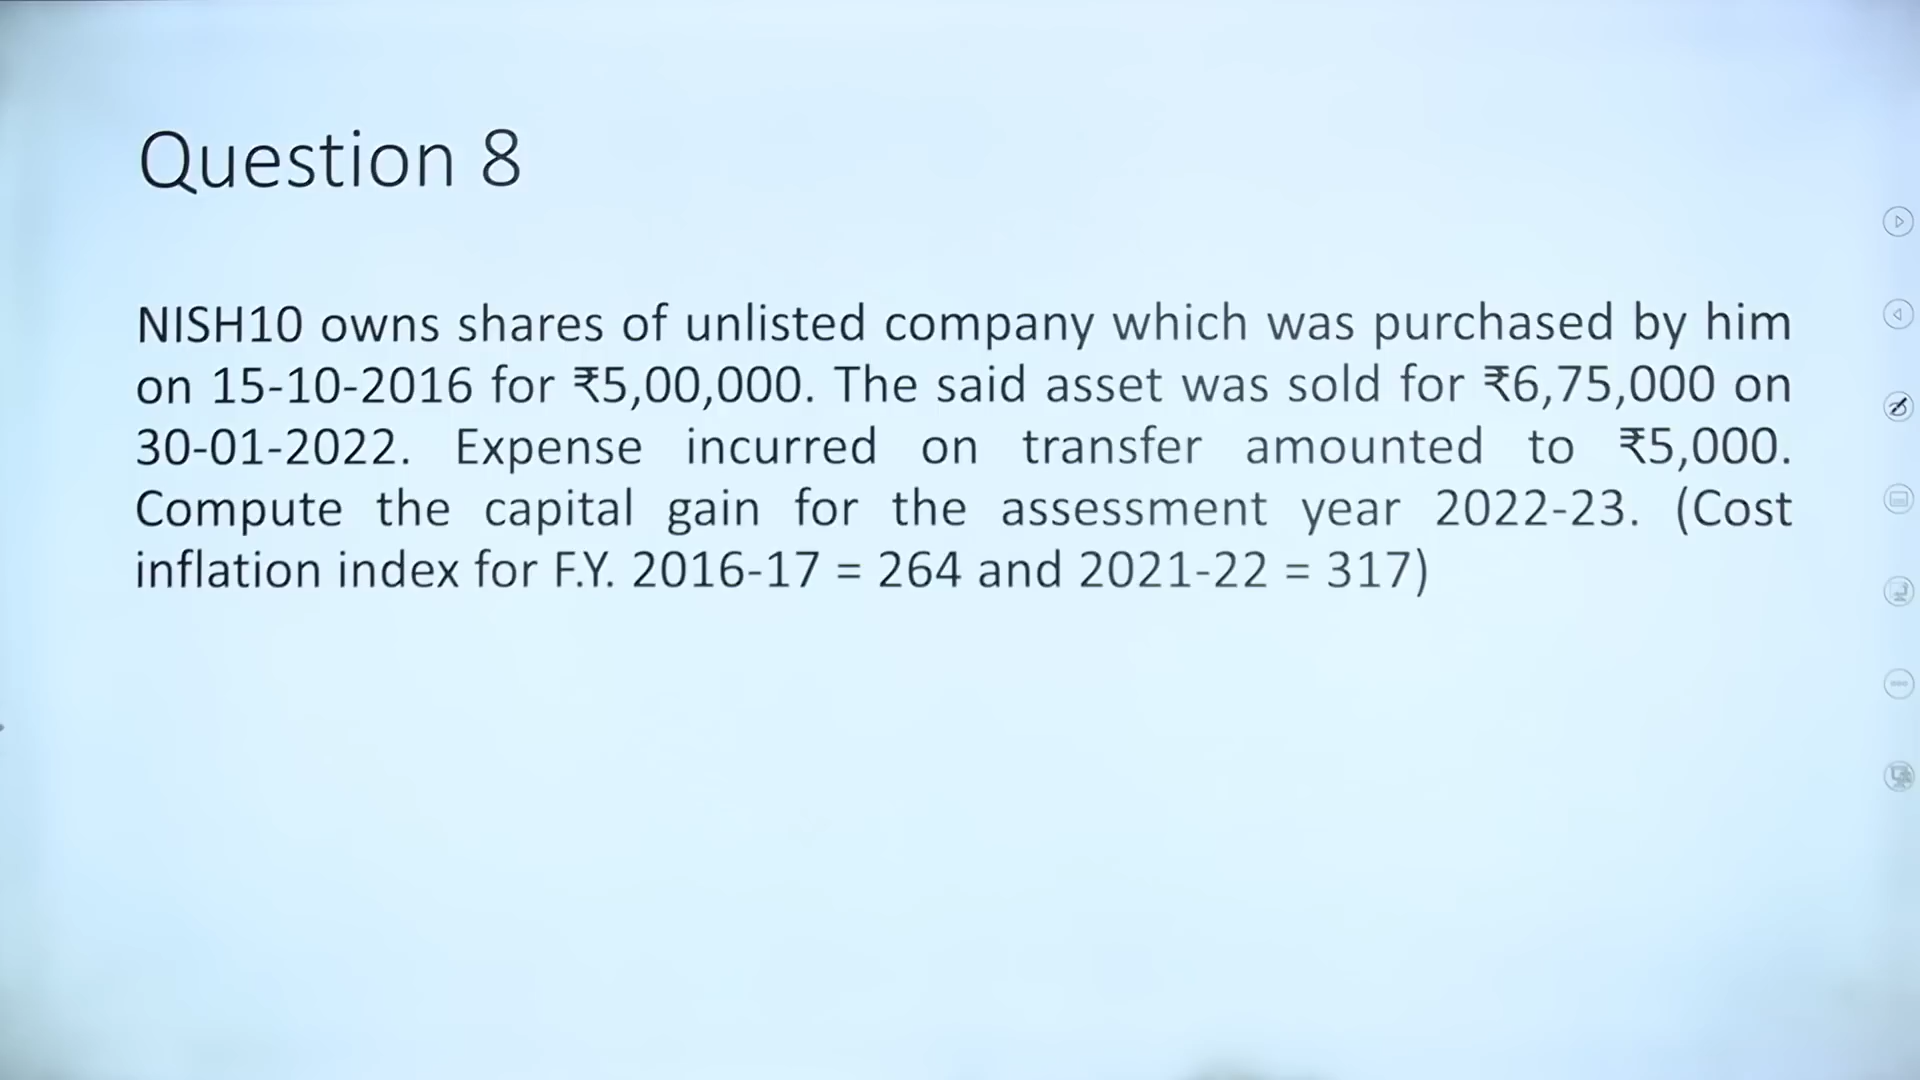 Question 8
NISH10 owns shares of unlisted company which was purchased by him
on 15-10-2016 for ₹5,00,000. The said asset was sold for ₹6,75,000 on
30-01-2022. Expense incurred on transfer amounted to ₹5,000.
Compute the capital gain for the assessment year 2022-23. (Cost
inflation index for F.Y. 2016-17 = 264 and 2021-22 = 317)